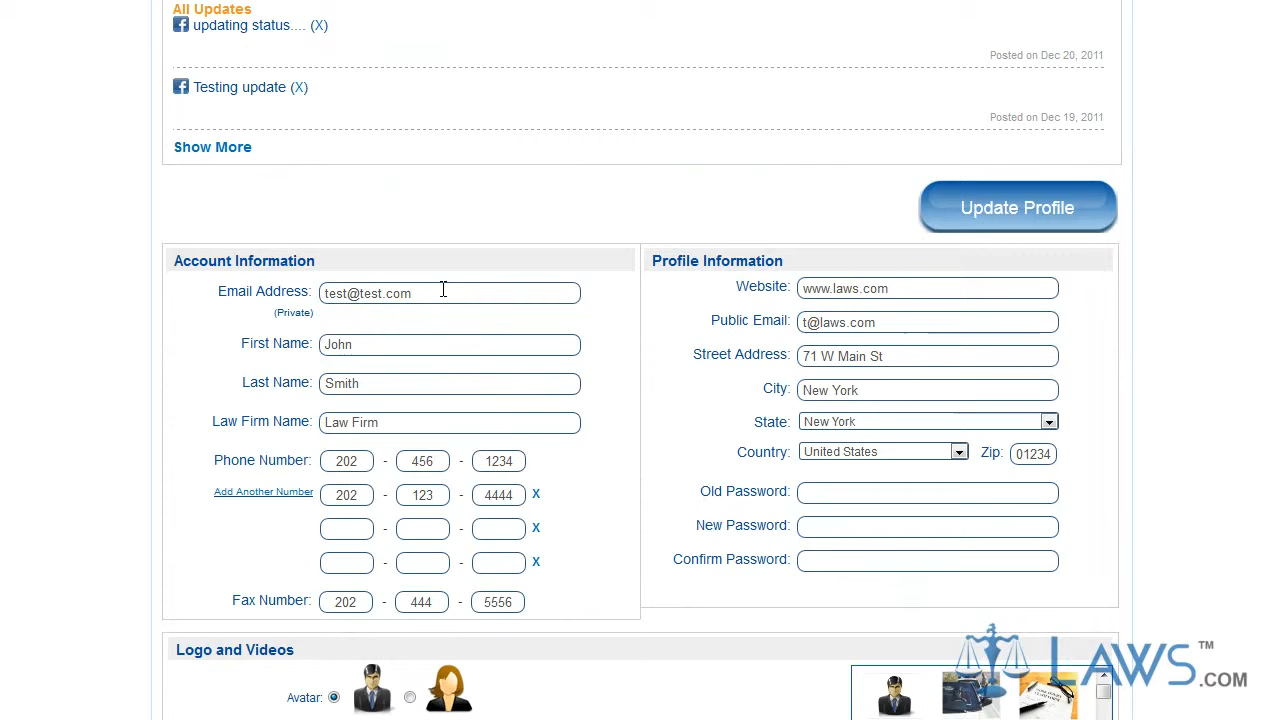 All Updates
updating status.... (X)
Posted on Dec 20, 2011
Testing update (X)
Posted on Dec 19, 2011
Show More
Update Profile
Account Information
Email Address: test@test.com
(Private)
First Name: John
Last Name: Smith
Law Firm Name: Law Firm
Phone Number: 202 - 456 - 1234
Add Another Number 202 - 123 - 4444 X
- - X
- - X
Fax Number: 202 - 444 - 5556
Profile Information
Website: www.laws.com
Public Email: t@laws.com
Street Address: 71 W Main St
City: New York
State: New York
Country: United States Zip: 01234
Old Password:
New Password:
Confirm Password:
Logo and Videos
Avatar:
LAWS™.COM